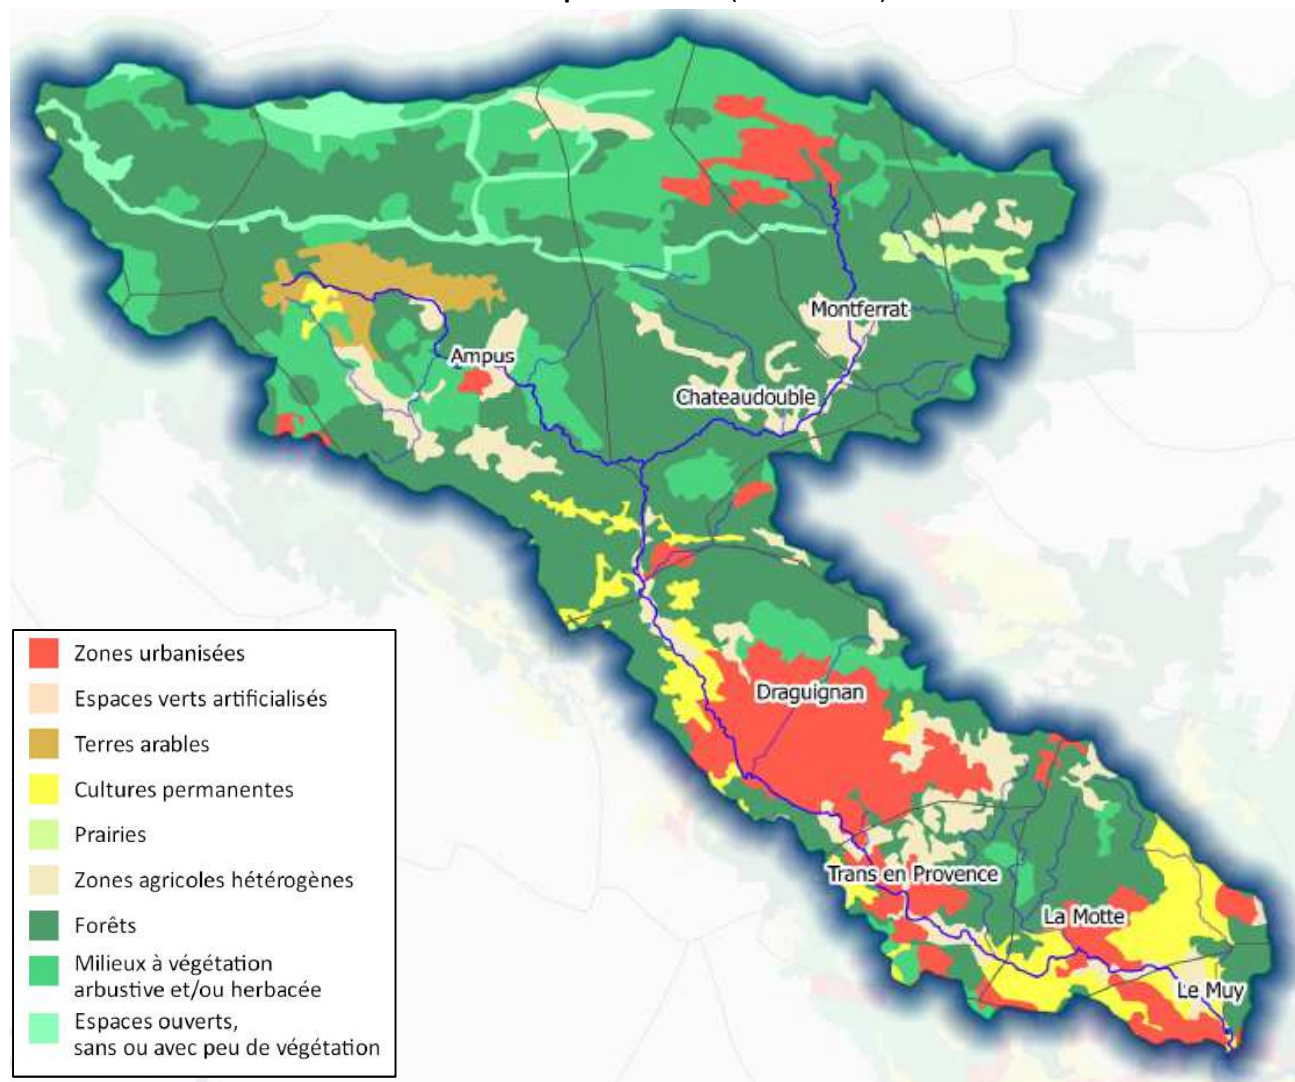 Montferrat
Ampus
Chateaudouble
Draguignan
Trans en Provence
La Motte
Le Muy
Zones urbanisées
Espaces verts artificialisés
Terres arables
Cultures permanentes
Prairies
Zones agricoles hétérogènes
Forêts
Milieux à végétation
arbustive et/ou herbacée
Espaces ouverts,
sans ou avec peu de végétation